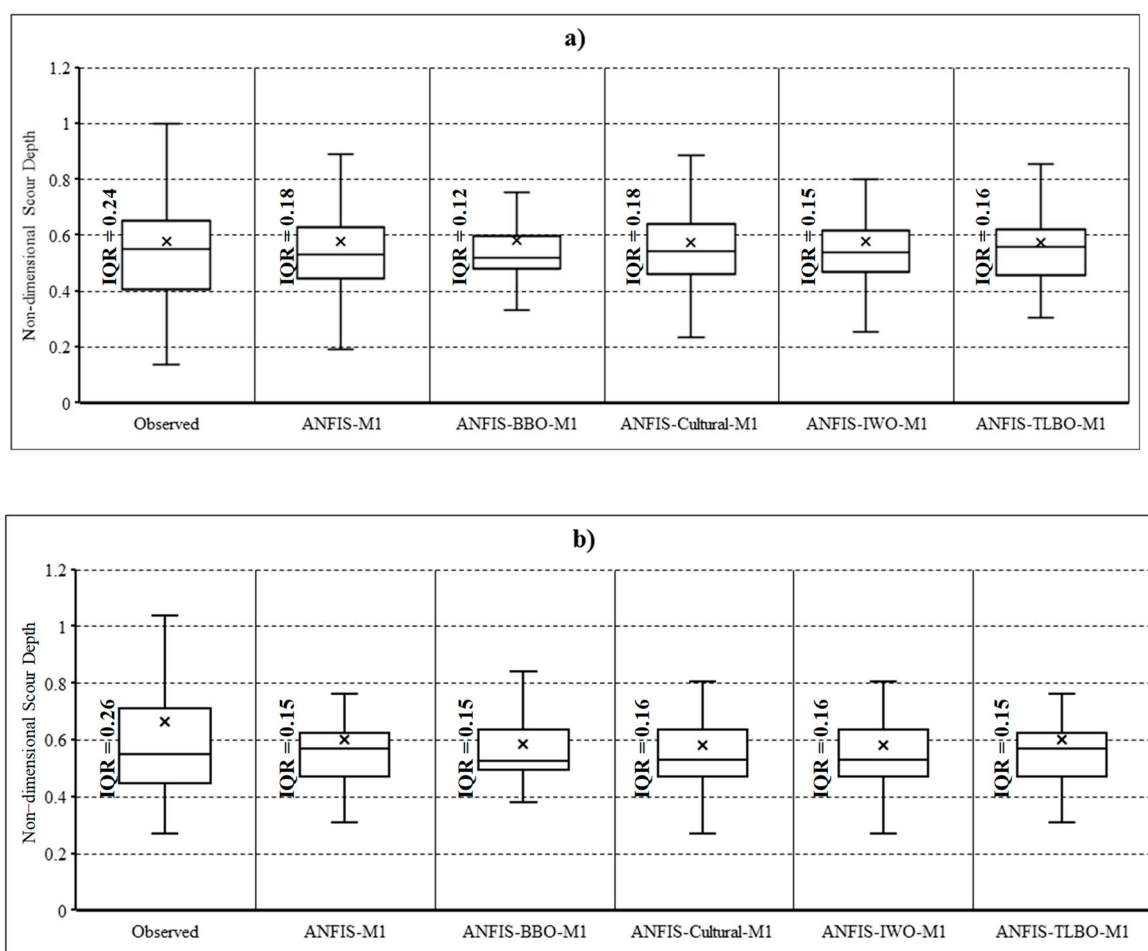 a)
Non-dimensional Scour Depth
1.2
1
0.8
0.6
0.4
0.2
0
IQR = 0.24
IQR = 0.18
IQR = 0.12
IQR = 0.18
IQR = 0.15
IQR = 0.16
Observed
ANFIS-M1
ANFIS-BBO-M1
ANFIS-Cultural-M1
ANFIS-IWO-M1
ANFIS-TLBO-M1
b)
Non-dimensional Scour Depth
1.2
1
0.8
0.6
0.4
0.2
0
IQR = 0.26
IQR = 0.15
IQR = 0.15
IQR = 0.16
IQR = 0.16
IQR = 0.15
Observed
ANFIS-M1
ANFIS-BBO-M1
ANFIS-Cultural-M1
ANFIS-IWO-M1
ANFIS-TLBO-M1